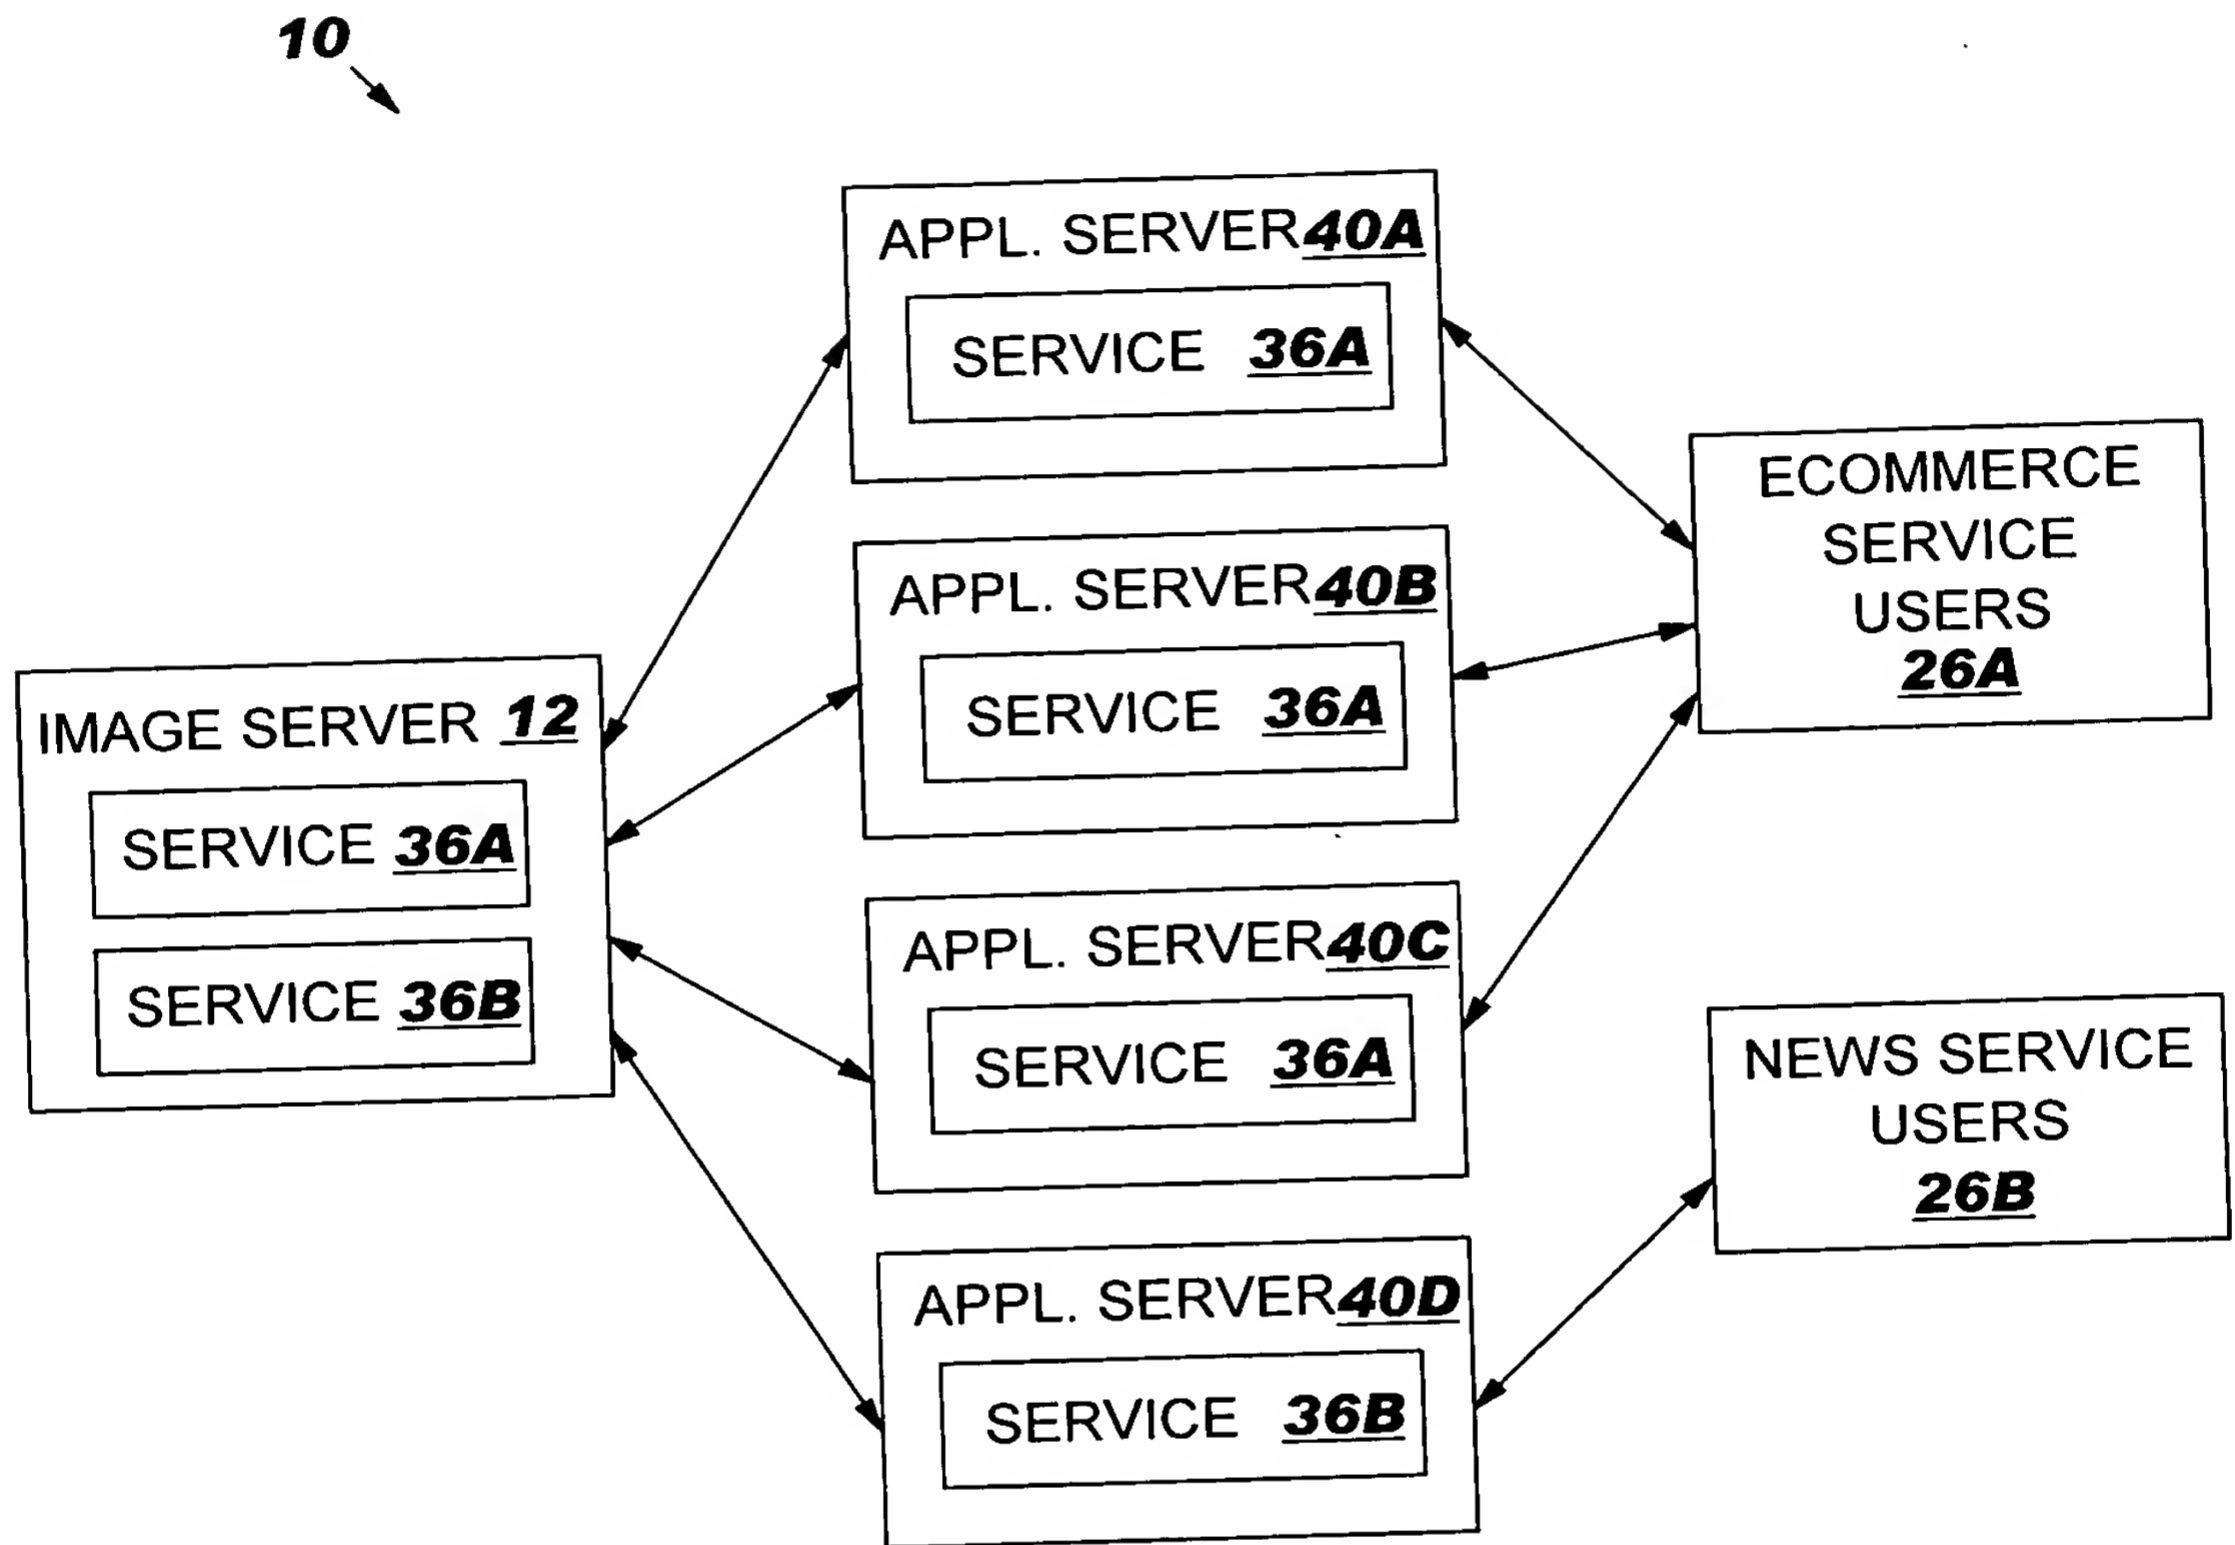 10
APPL. SERVER 40A
SERVICE 36A
ECOMMERCE
SERVICE
USERS
26A
APPL. SERVER 40B
SERVICE 36A
IMAGE SERVER 12
SERVICE 36A
SERVICE 36B
APPL. SERVER 40C
SERVICE 36A
NEWS SERVICE
USERS
26B
APPL. SERVER 40D
SERVICE 36B